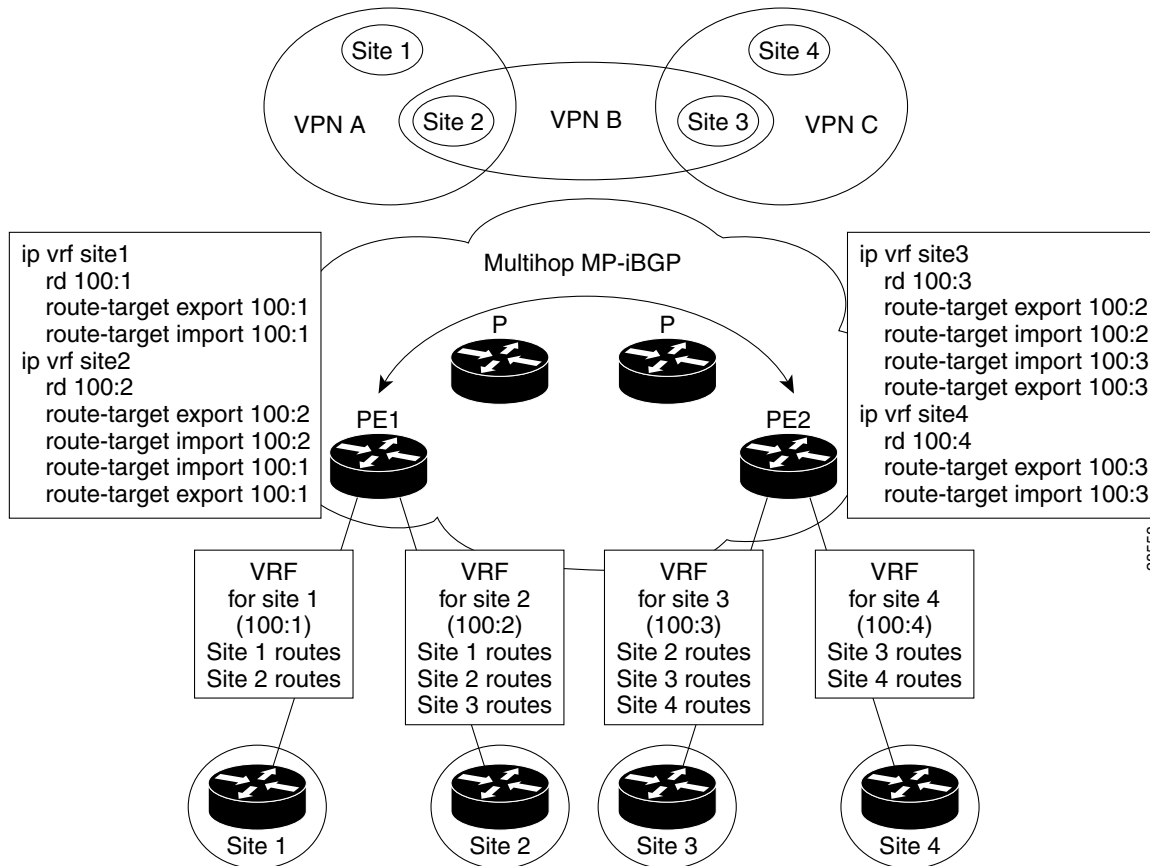 Site 1
Site 4
VPN A
Site 2
VPN B
Site 3
VPN C
Multihop MP-iBGP
ip vrf site1
rd 100:1
route-target export 100:1
route-target import 100:1
ip vrf site2
rd 100:2
route-target export 100:2
route-target import 100:2
route-target import 100:1
route-target export 100:1
P
P
PE1
PE2
ip vrf site3
rd 100:3
route-target export 100:2
route-target import 100:2
route-target import 100:3
route-target export 100:3
ip vrf site4
rd 100:4
route-target export 100:3
route-target import 100:3
VRF
for site 1
(100:1)
Site 1 routes
Site 2 routes
VRF
for site 2
(100:2)
Site 1 routes
Site 2 routes
Site 3 routes
VRF
for site 3
(100:3)
Site 2 routes
Site 3 routes
Site 4 routes
VRF
for site 4
(100:4)
Site 3 routes
Site 4 routes
Site 1
Site 2
Site 3
Site 4